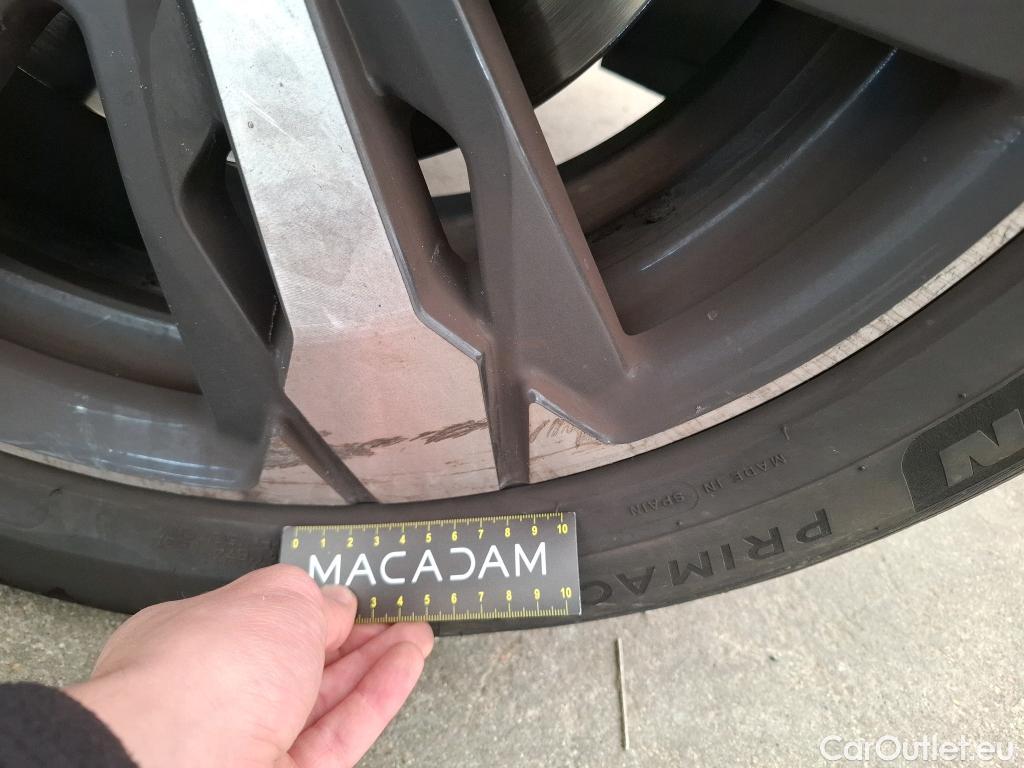 N
MADE IN SPAIN
PRIMAC
0 1 2 3 4 5 6 7 8 9 10
MACADAM
3 4 5 6 7 8 9 10
CarOutlet.eu